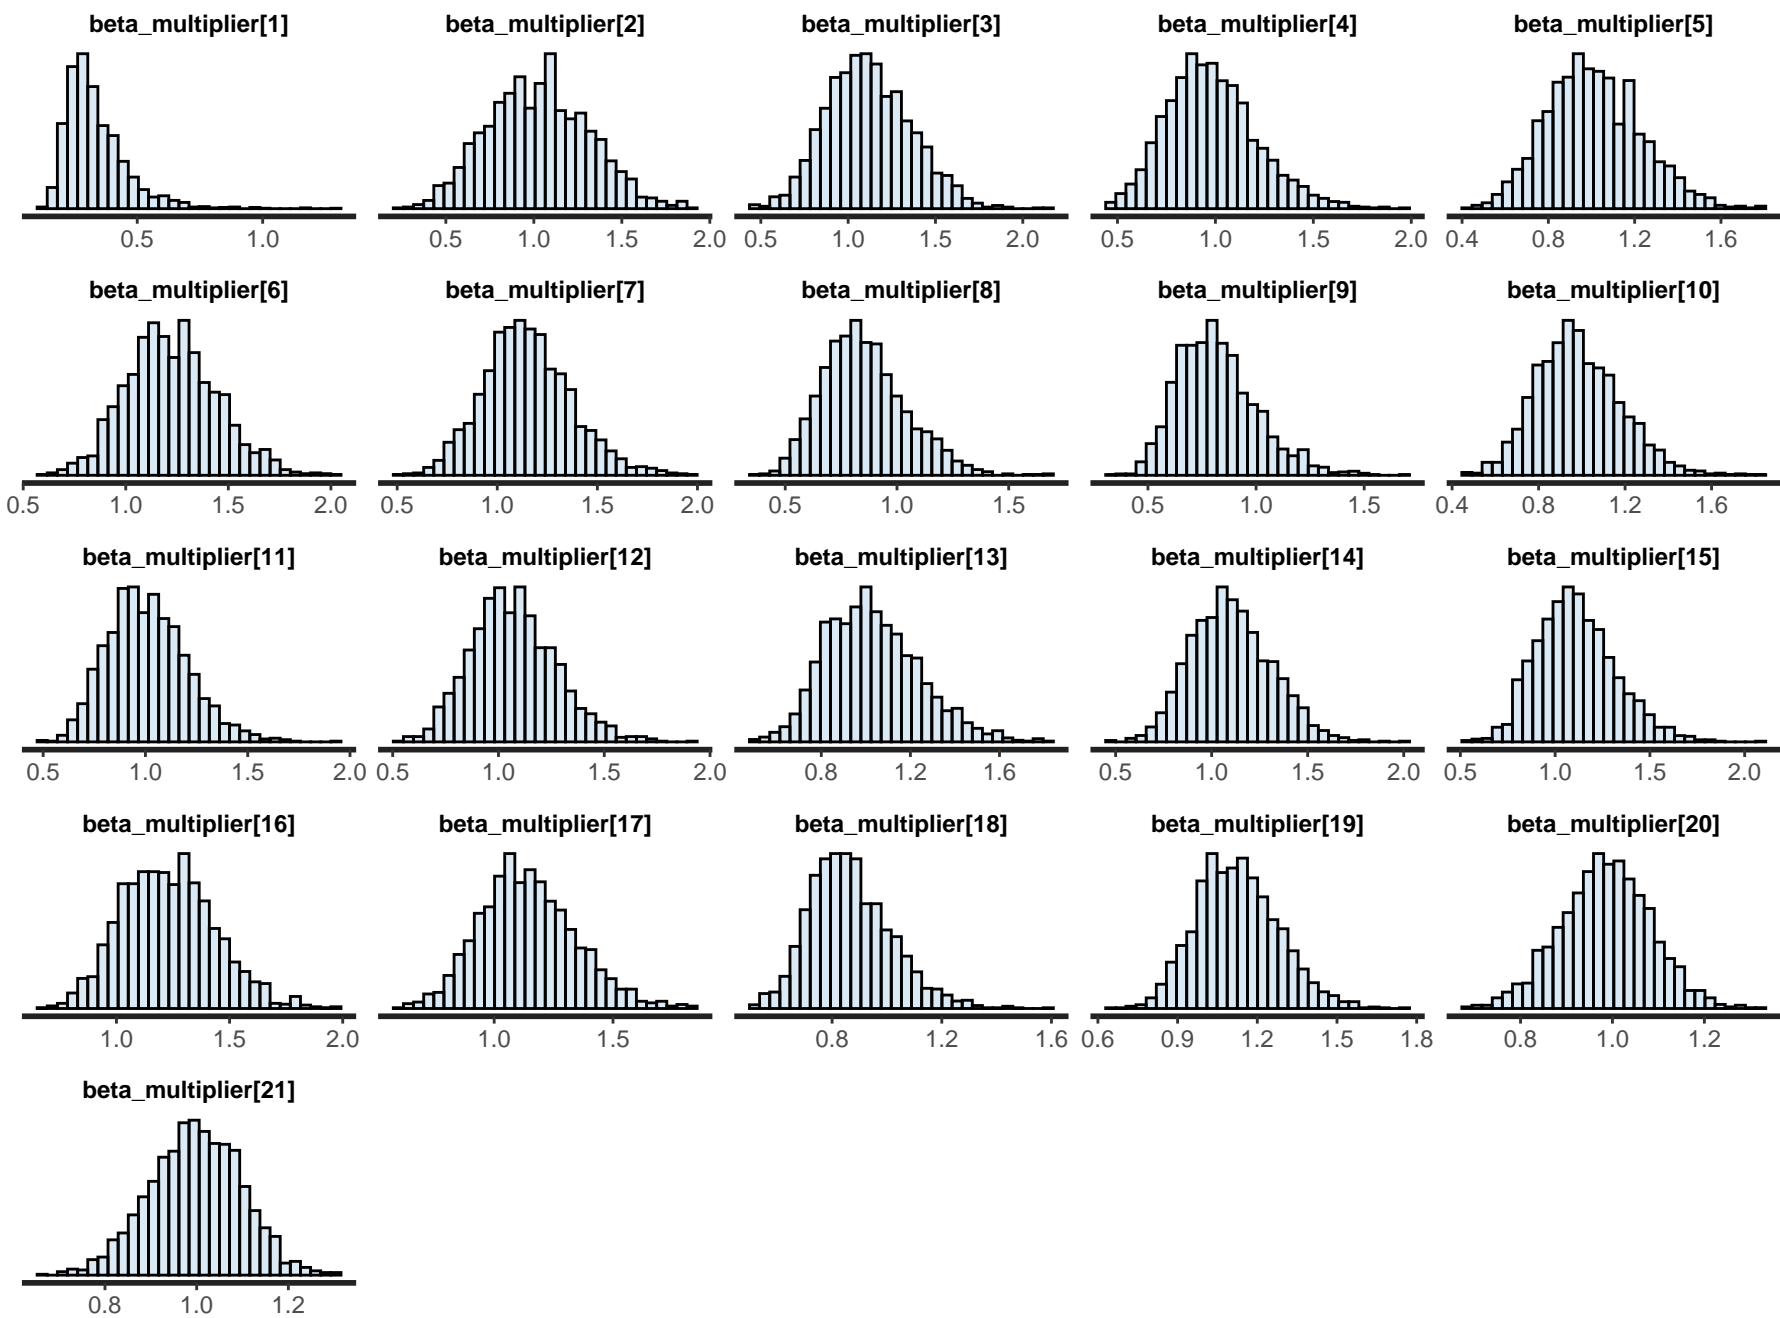 beta_multiplier[1] beta_multiplier[2] beta_multiplier[3] beta_multiplier[4] beta_multiplier[5]
0.5 1.0 0.5 1.0 1.5 2.0 0.5 1.0 1.5 2.0 0.5 1.0 1.5 2.0 0.4 0.8 1.2 1.6
beta_multiplier[6] beta_multiplier[7] beta_multiplier[8] beta_multiplier[9] beta_multiplier[10]
0.5 1.0 1.5 2.0 0.5 1.0 1.5 2.0 0.5 1.0 1.5 0.5 1.0 1.5 0.4 0.8 1.2 1.6
beta_multiplier[11] beta_multiplier[12] beta_multiplier[13] beta_multiplier[14] beta_multiplier[15]
0.5 1.0 1.5 2.0 0.5 1.0 1.5 2.0 0.8 1.2 1.6 0.5 1.0 1.5 2.0 0.5 1.0 1.5 2.0
beta_multiplier[16] beta_multiplier[17] beta_multiplier[18] beta_multiplier[19] beta_multiplier[20]
1.0 1.5 2.0 1.0 1.5 0.8 1.2 1.6 0.6 0.9 1.2 1.5 1.8 0.8 1.0 1.2
beta_multiplier[21]
0.8 1.0 1.2